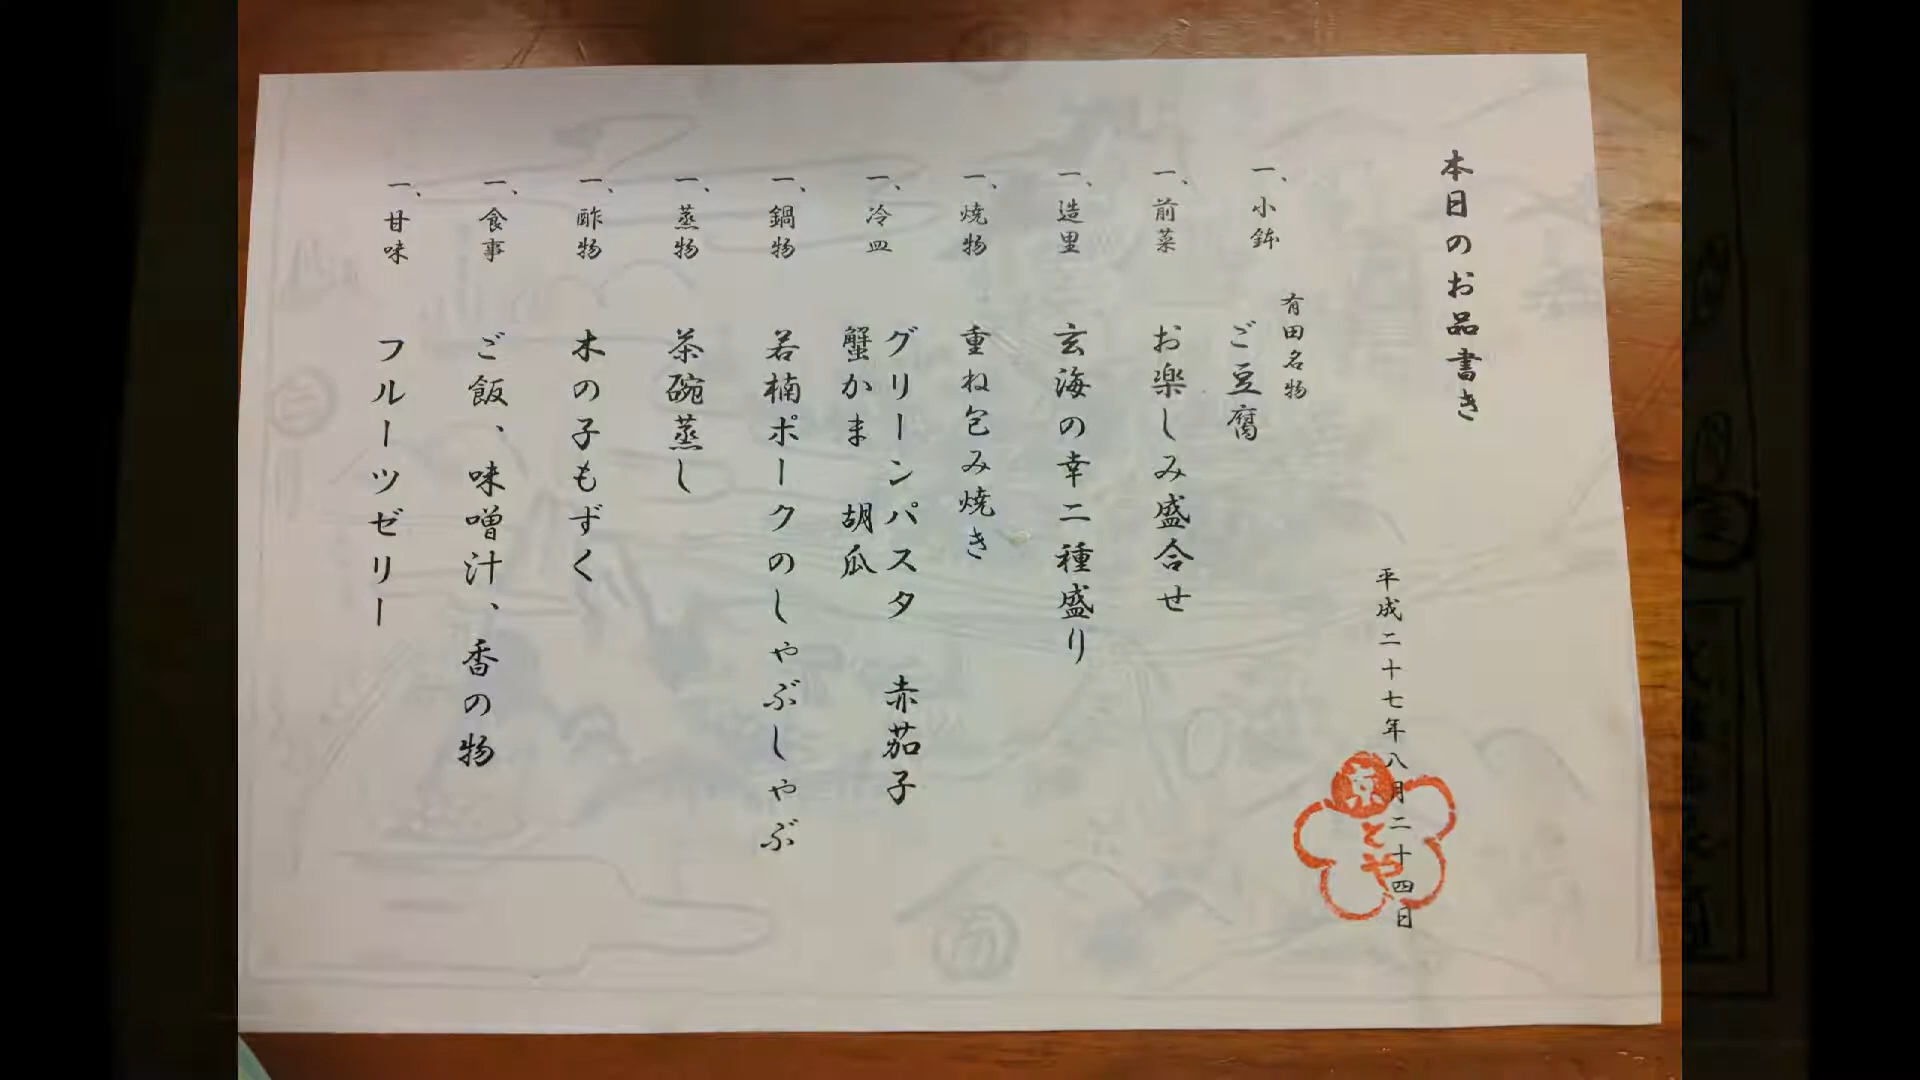 本日のお品書き
平成二十七年八月二十四日
京とや
一、小鉢
有田名物
ご豆腐
一、前菜
お楽しみ盛合せ
一、造里
玄海の幸二種盛り
一、焼物
重ね包み焼き
一、冷皿
グリーンパスタ 赤茄子
蟹かま 胡瓜
一、鍋物
若楠ポークのしゃぶしゃぶ
一、蒸物
茶碗蒸し
一、酢物
木の子もずく
一、食事
ご飯、味噌汁、香の物
一、甘味
フルーツゼリー